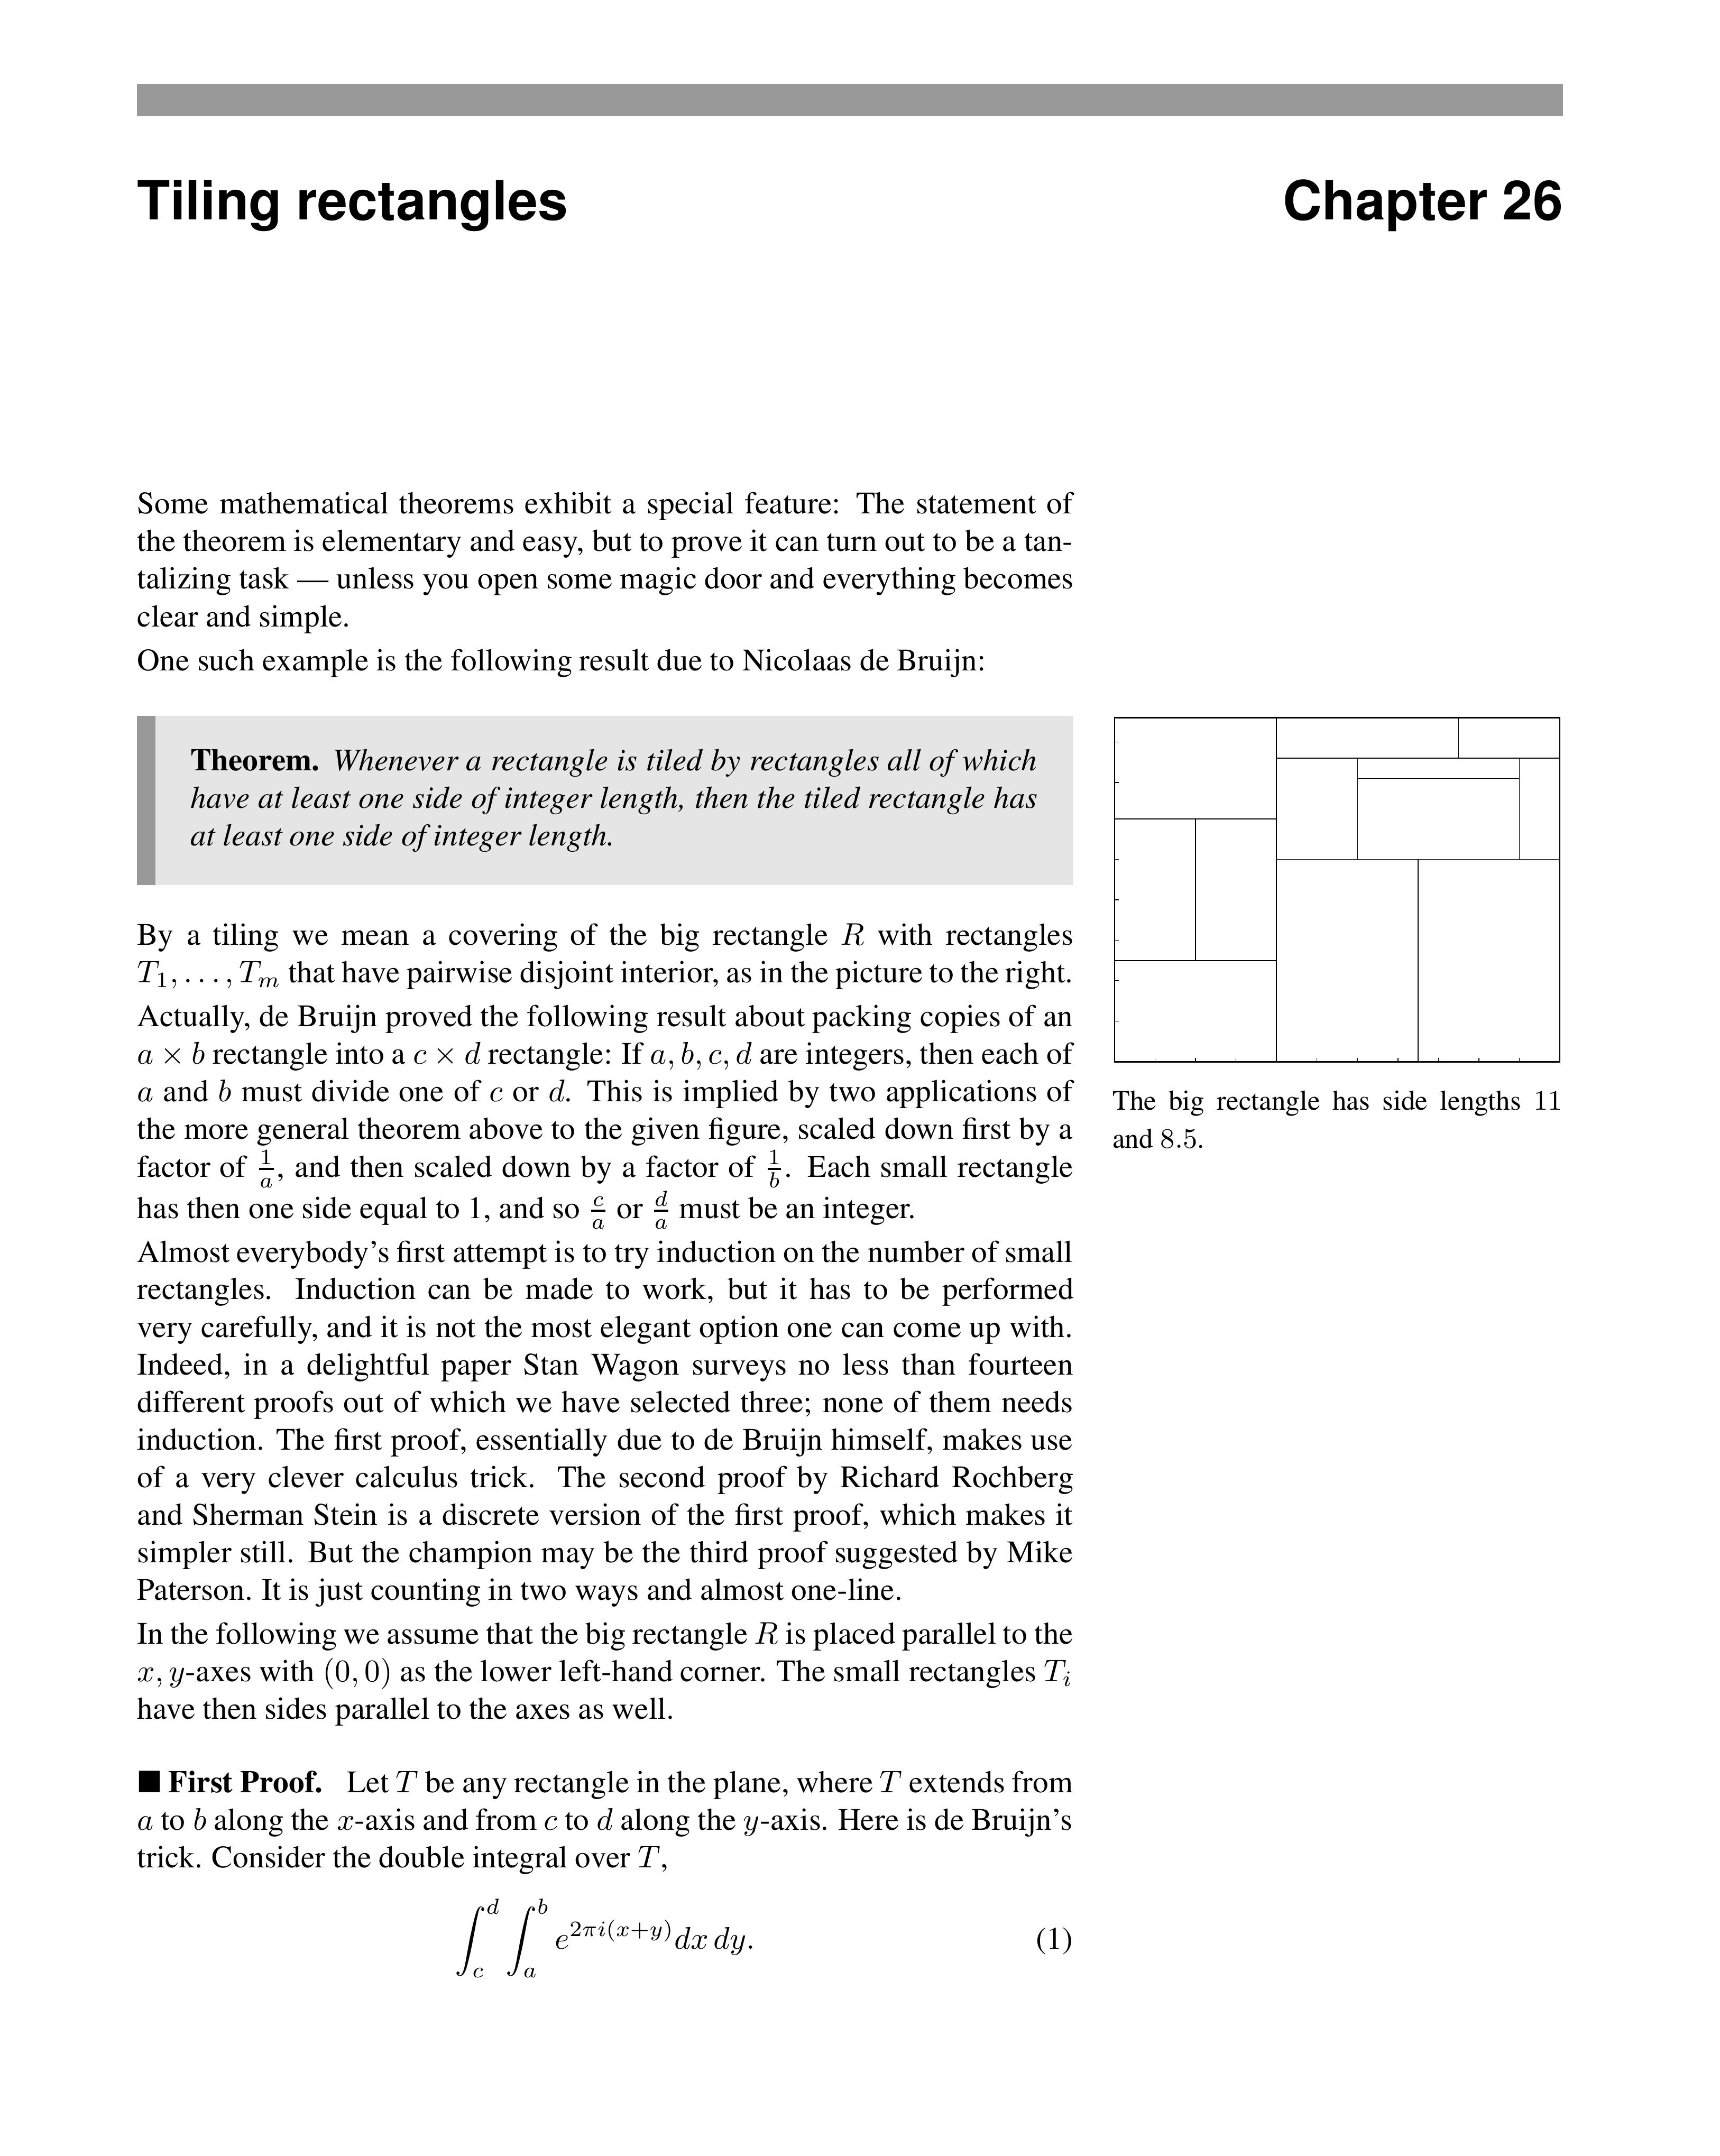 Tiling rectangles
Chapter 26
Some mathematical theorems exhibit a special feature: The statement of
the theorem is elementary and easy, but to prove it can turn out to be a tan-
talizing task — unless you open some magic door and everything becomes
clear and simple.
One such example is the following result due to Nicolaas de Bruijn:
Theorem. Whenever a rectangle is tiled by rectangles all of which
have at least one side of integer length, then the tiled rectangle has
at least one side of integer length.
By a tiling we mean a covering of the big rectangle R with rectangles
T₁, . . . , Tₘ that have pairwise disjoint interior, as in the picture to the right.
Actually, de Bruijn proved the following result about packing copies of an
a × b rectangle into a c × d rectangle: If a, b, c, d are integers, then each of
a and b must divide one of c or d. This is implied by two applications of
the more general theorem above to the given figure, scaled down first by a
factor of 1/a, and then scaled down by a factor of 1/b. Each small rectangle
has then one side equal to 1, and so c/a or d/a must be an integer.
Almost everybody's first attempt is to try induction on the number of small
rectangles. Induction can be made to work, but it has to be performed
very carefully, and it is not the most elegant option one can come up with.
Indeed, in a delightful paper Stan Wagon surveys no less than fourteen
different proofs out of which we have selected three; none of them needs
induction. The first proof, essentially due to de Bruijn himself, makes use
of a very clever calculus trick. The second proof by Richard Rochberg
and Sherman Stein is a discrete version of the first proof, which makes it
simpler still. But the champion may be the third proof suggested by Mike
Paterson. It is just counting in two ways and almost one-line.
In the following we assume that the big rectangle R is placed parallel to the
x, y-axes with (0, 0) as the lower left-hand corner. The small rectangles Tᵢ
have then sides parallel to the axes as well.
■ First Proof. Let T be any rectangle in the plane, where T extends from
a to b along the x-axis and from c to d along the y-axis. Here is de Bruijn's
trick. Consider the double integral over T,
∫_c^d ∫_a^b e^{2πi(x+y)} dx dy. (1)
The big rectangle has side lengths 11
and 8.5.